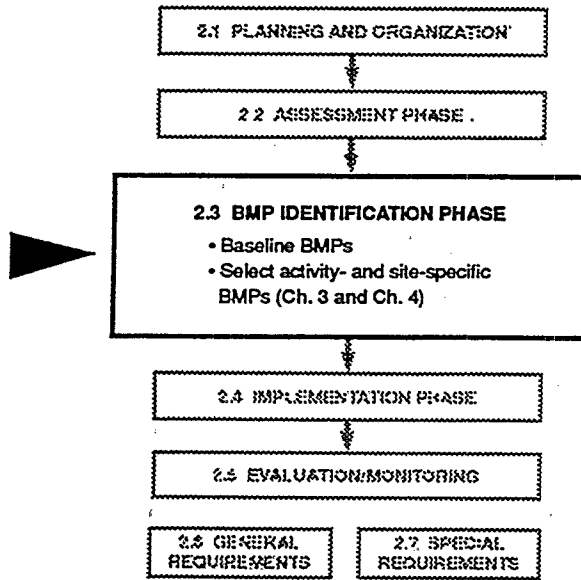 2.1 PLANNING AND ORGANIZATION
2.2 ASSESSMENT PHASE
2.3 BMP IDENTIFICATION PHASE
• Baseline BMPs
• Select activity- and site-specific
BMPs (Ch. 3 and Ch. 4)
2.4 IMPLEMENTATION PHASE
2.5 EVALUATION/MONITORING
2.6 GENERAL
REQUIREMENTS
2.7 SPECIAL
REQUIREMENTS